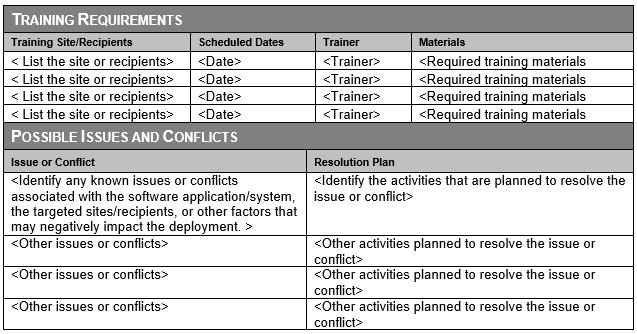 TRAINING REQUIREMENTS
Training Site/Recipients Scheduled Dates Trainer Materials
< List the site or recipients> <Date> <Trainer> <Required training materials
< List the site or recipients> <Date> <Trainer> <Required training materials
< List the site or recipients> <Date> <Trainer> <Required training materials
< List the site or recipients> <Date> <Trainer> <Required training materials
POSSIBLE ISSUES AND CONFLICTS
Issue or Conflict Resolution Plan
<Identify any known issues or conflicts
associated with the software application/system,
the targeted sites/recipients, or other factors that
may negatively impact the deployment. >
<Identify the activities that are planned to resolve the
issue or conflict>
<Other issues or conflicts>
<Other activities planned to resolve the issue or
conflict>
<Other issues or conflicts>
<Other activities planned to resolve the issue or
conflict>
<Other issues or conflicts>
<Other activities planned to resolve the issue or
conflict>